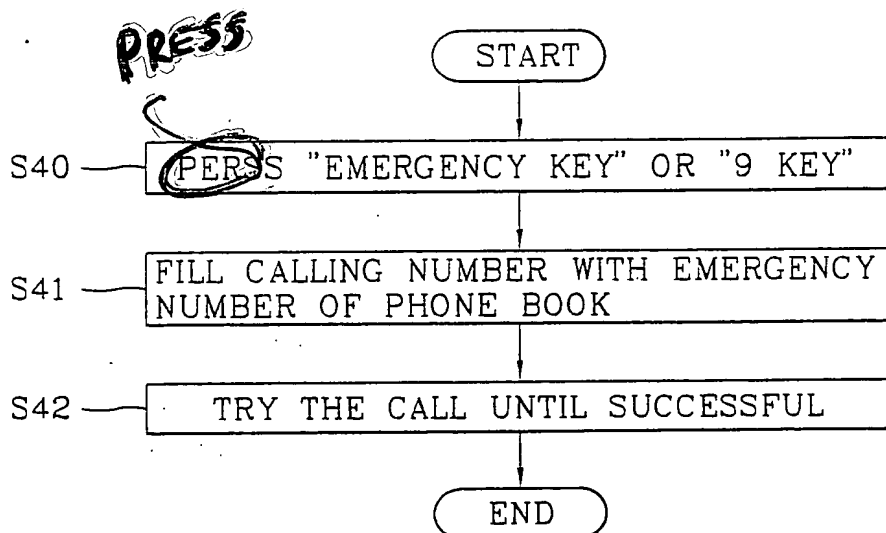 PRESS
START
S40 PERSS "EMERGENCY KEY" OR "9 KEY"
S41 FILL CALLING NUMBER WITH EMERGENCY
NUMBER OF PHONE BOOK
S42 TRY THE CALL UNTIL SUCCESSFUL
END